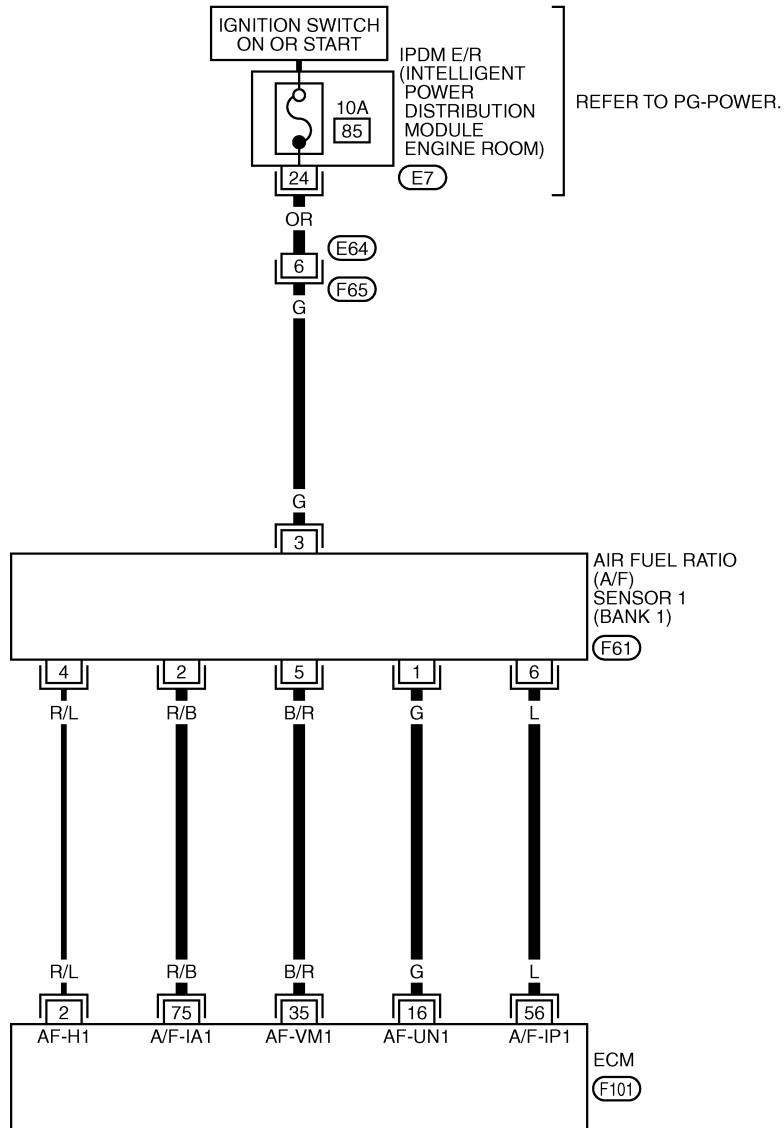 IGNITION SWITCH
ON OR START
IPDM E/R
(INTELLIGENT
POWER
DISTRIBUTION
MODULE
ENGINE ROOM)
REFER TO PG-POWER.
10A
85
24
E7
OR
E64
6
F65
G
G
3
AIR FUEL RATIO
(A/F)
SENSOR 1
(BANK 1)
F61
4 2 5 1 6
R/L R/B B/R G L
R/L R/B B/R G L
2 75 35 16 56
AF-H1 A/F-IA1 AF-VM1 AF-UN1 A/F-IP1
ECM
F101